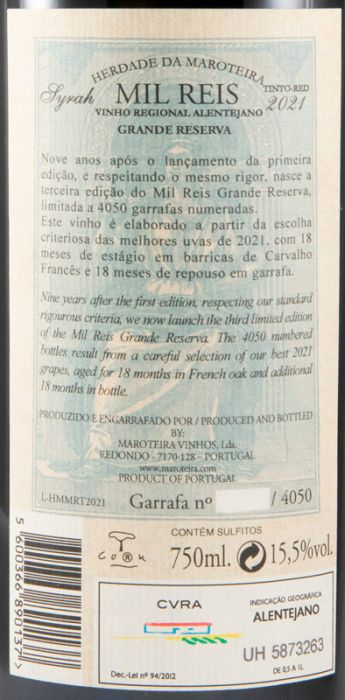 HERDADE DA MAROTEIRA
Syrah MIL REIS TINTO-RED 2021
VINHO REGIONAL ALENTEJANO
GRANDE RESERVA
Nove anos após o lançamento da primeira
edição, e respeitando o mesmo rigor, nasce a
terceira edição do Mil Reis Grande Reserva,
limitada a 4050 garrafas numeradas.
Este vinho é elaborado a partir da escolha
criteriosa das melhores uvas de 2021, com 18
meses de estágio em barricas de Carvalho
Francês e 18 meses de repouso em garrafa.
Nine years after the first edition, respecting our standard
rigourous criteria, we now launch the third limited edition
of the Mil Reis Grande Reserva. The 4050 numbered
bottles result from a careful selection of our best 2021
grapes, aged for 18 months in French oak and additional
18 months in bottle.
PRODUZIDO E ENGARRAFADO POR / PRODUCED AND BOTTLED
BY:
MAROTEIRA VINHOS, Lda.
REDONDO - 7170-128 - PORTUGAL
www.maroteira.com
PRODUCT OF PORTUGAL
L-HMMRT2021 Garrafa nº / 4050
5 600366 890137
CORK
CONTÉM SULFITOS
750ml. 15,5%vol.
CVRA
INDICAÇÃO GEOGRÁFICA
ALENTEJANO
UH 5873263
Dec.-Lei nº 94/2012
DE 0,5 A 1L